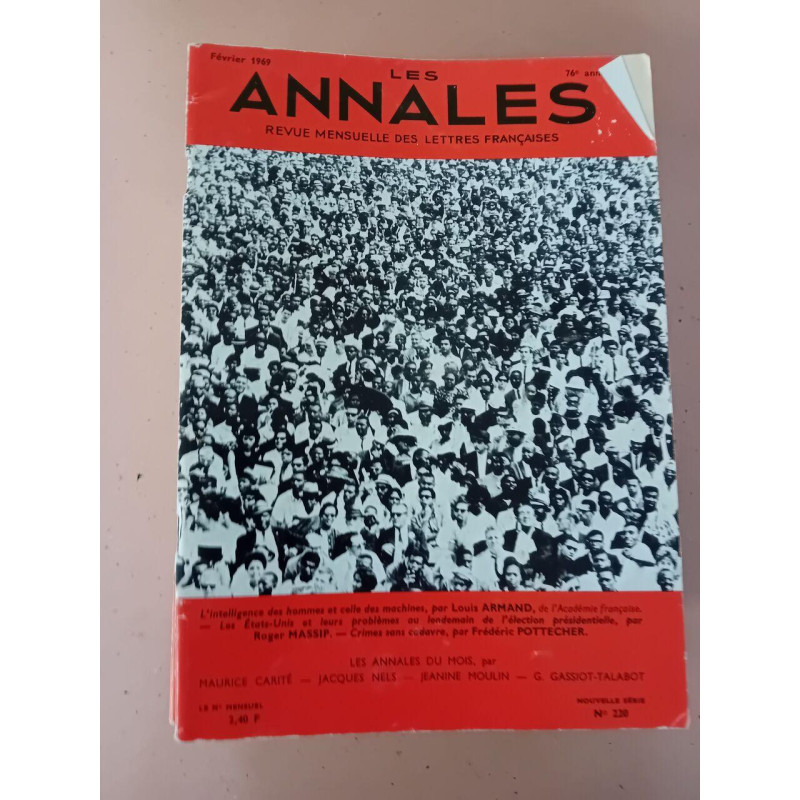 Février 1969
76e
LES
ANNALES
REVUE MENSUELLE DES LETTRES FRANÇAISES
L'intelligence des hommes et celle des machines, par Louis ARMAND, de l'Académie française.
— Les États-Unis et leurs problèmes au lendemain de l'élection présidentielle, par
Roger MASSIP. — Crimes sans cadavre, par Frédéric POTTECHER.
LES ANNALES DU MOIS, par
MAURICE CARITÉ — JACQUES NELS — JEANINE MOULIN — G. GASSIOT-TALABOT
LE No MENSUEL
2,40 F
NOUVELLE SÉRIE
No 220